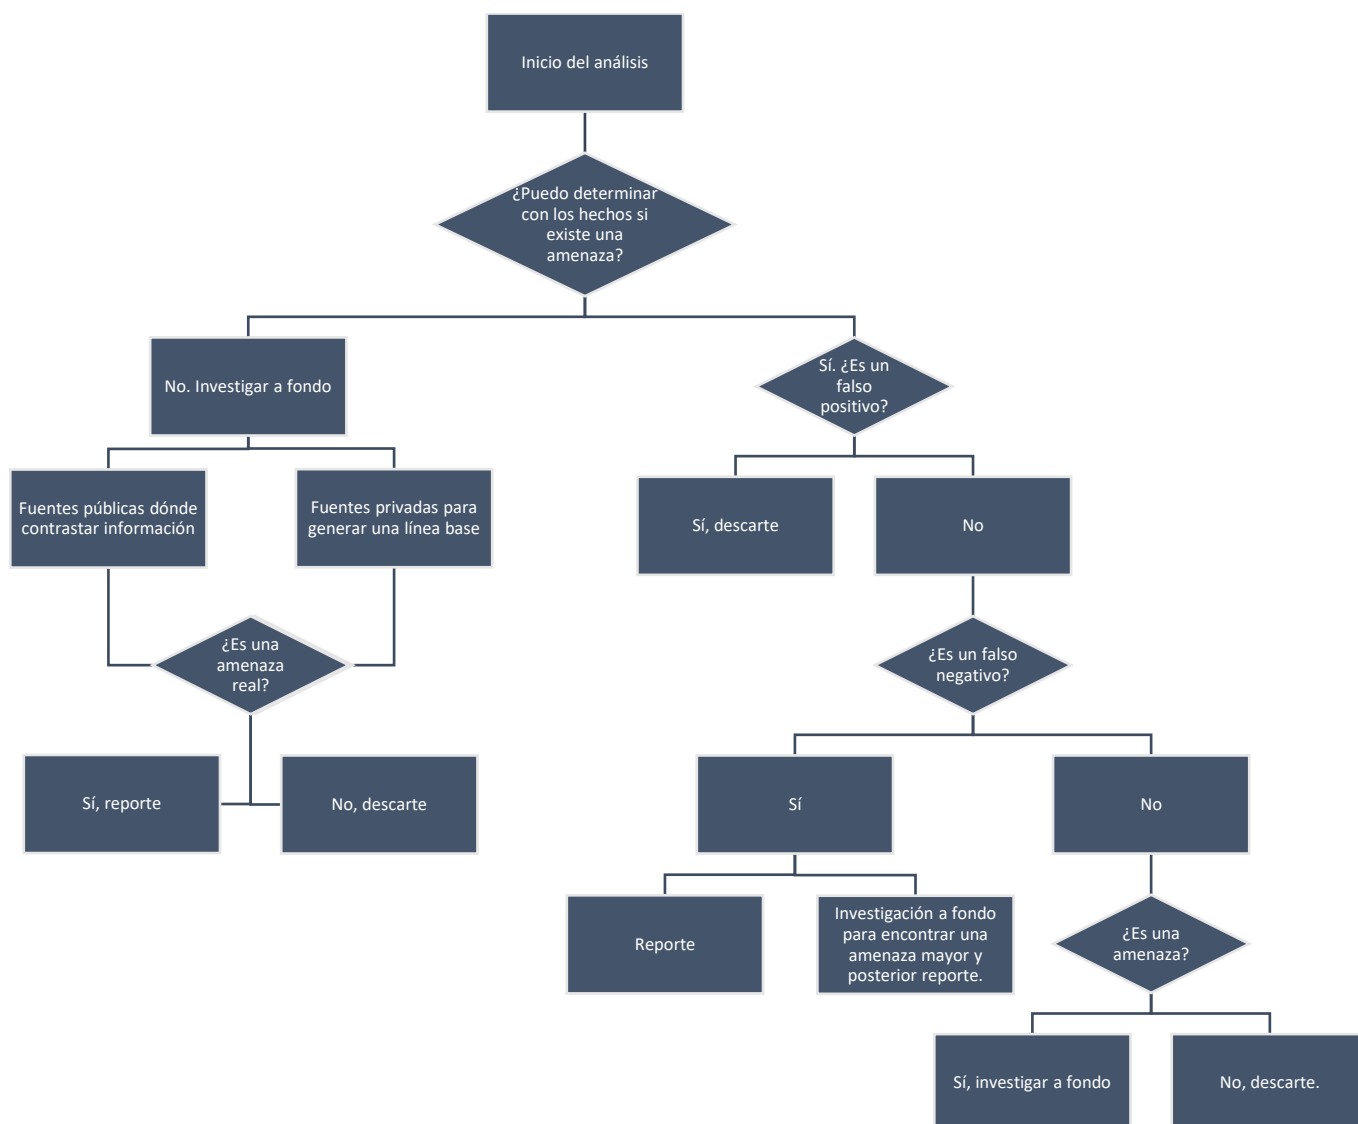 Inicio del análisis
¿Puedo determinar
con los hechos si
existe una
amenaza?
No. Investigar a fondo
Sí. ¿Es un
falso
positivo?
Fuentes públicas dónde
contrastar información
Fuentes privadas para
generar una línea base
Sí, descarte
No
¿Es una
amenaza
real?
¿Es un falso
negativo?
Sí, reporte
No, descarte
Sí
No
Reporte
Investigación a fondo
para encontrar una
amenaza mayor y
posterior reporte.
¿Es una
amenaza?
Sí, investigar a fondo
No, descarte.